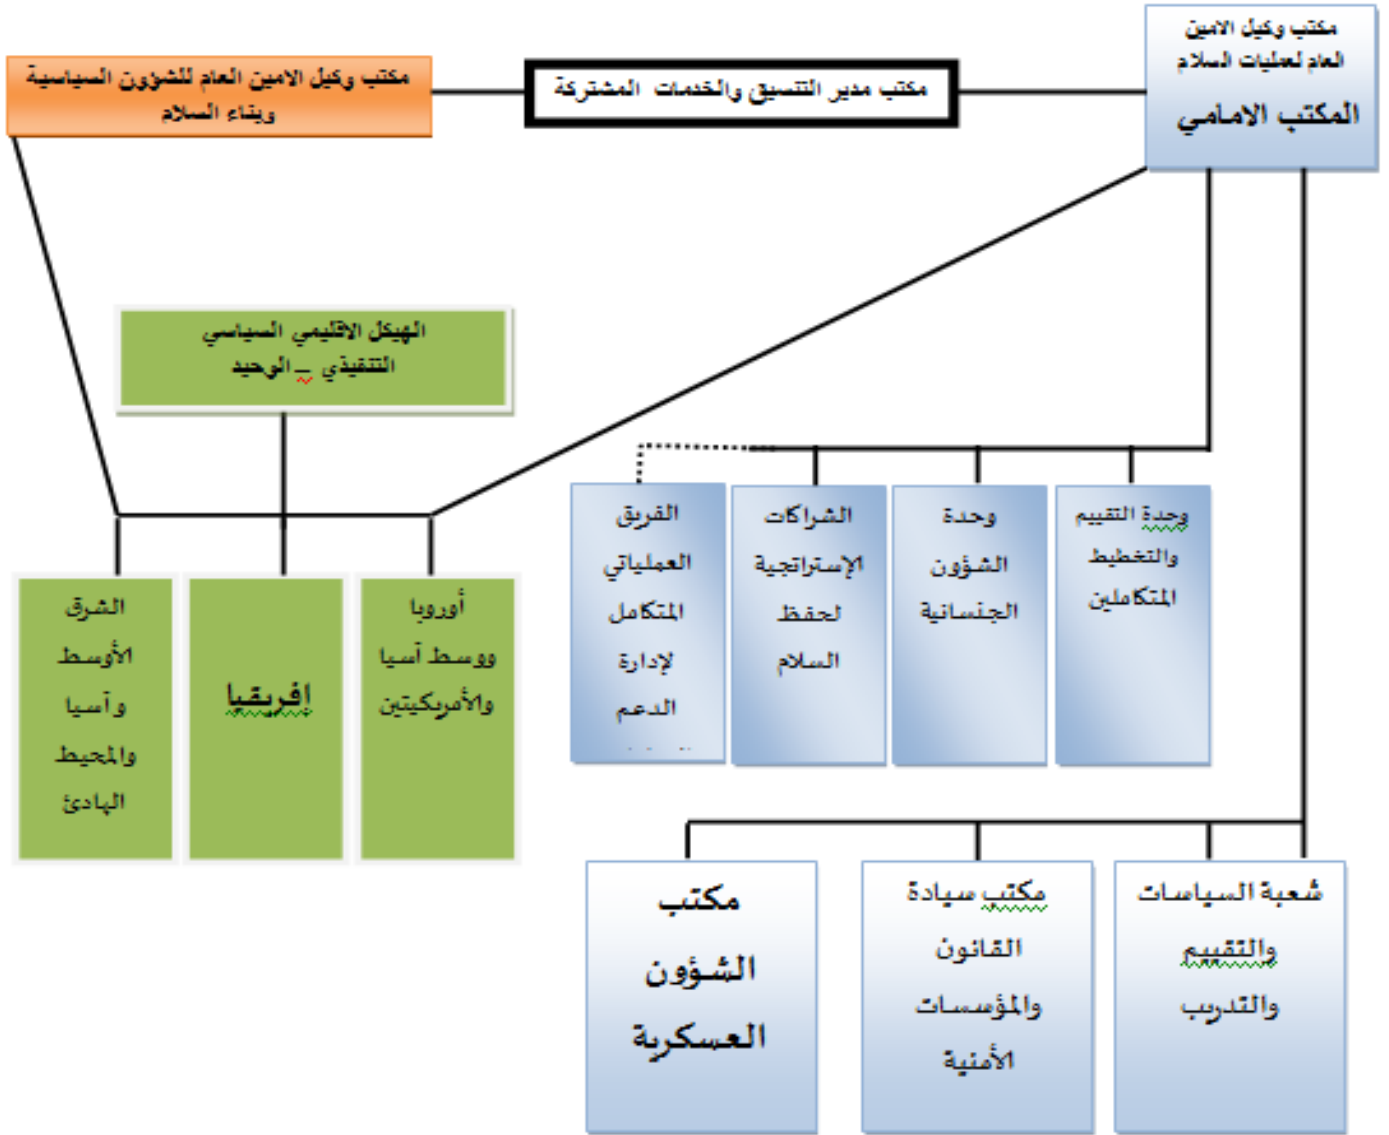 مكتب وكيل الامين
العام لعمليات السلام
المكتب الامامي
مكتب مدير التنسيق والخدمات المشتركة
مكتب وكيل الامين العام للشؤون السياسية
وبناء السلام
الهيكل الاقليمي السياسي
التنفيذي – الوحيد
وحدة التقييم
والتخطيط
المتكاملين
وحدة
الشؤون
الجنسانية
الشراكات
الإستراتجية
لحفظ
السلام
الفريق
العملياتي
المتكامل
لإدارة
الدعم
أوروبا
ووسط آسيا
والأمريكيتين
إفريقيا
الشرق
الأوسط
وآسيا
والمحيط
الهادئ
شعبة السياسات
والتقييم
والتدريب
مكتب سيادة
القانون
والمؤسسات
الأمنية
مكتب
الشؤون
العسكرية